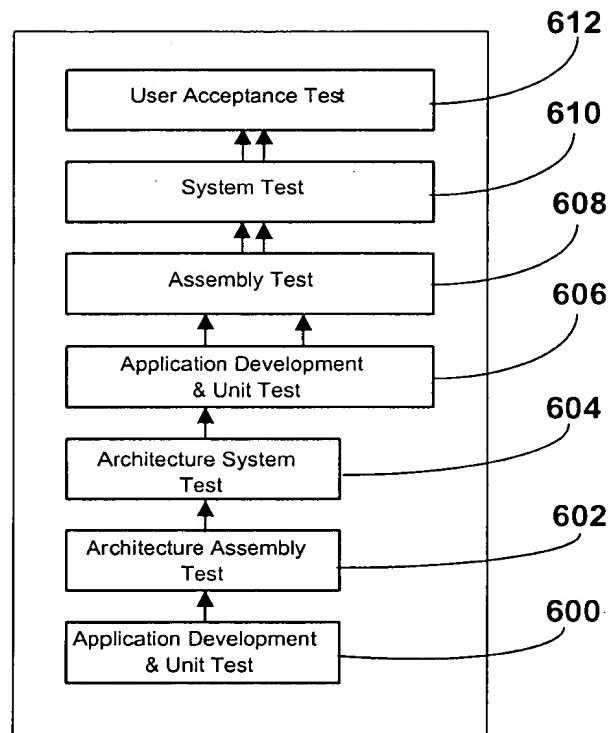 612
User Acceptance Test
610
System Test
608
Assembly Test
606
Application Development
& Unit Test
604
Architecture System
Test
602
Architecture Assembly
Test
600
Application Development
& Unit Test